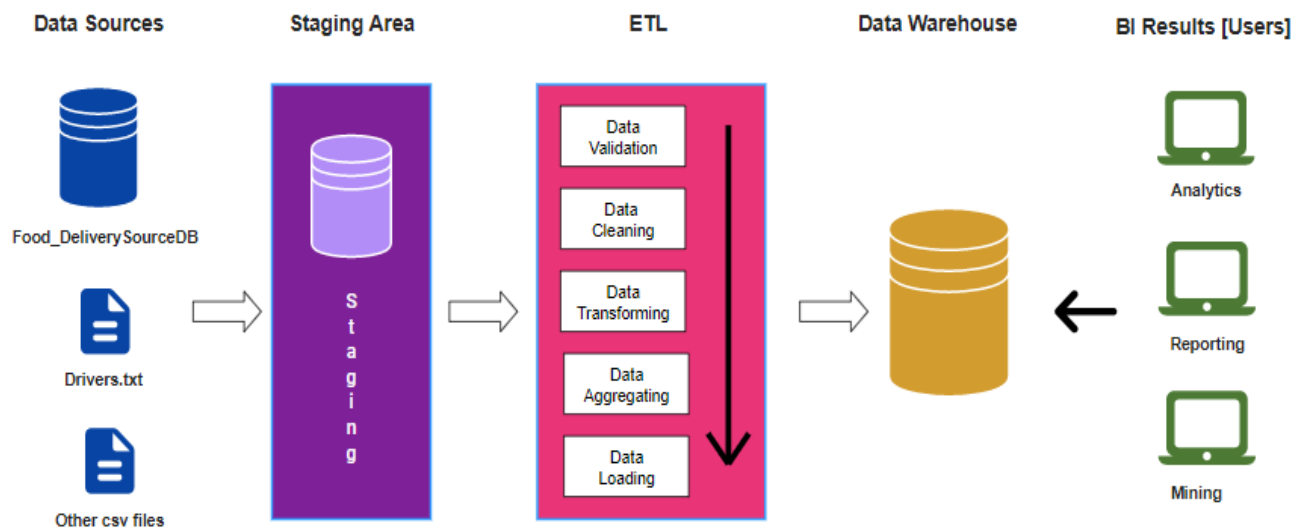 Data Sources
Staging Area
ETL
Data Warehouse
BI Results [Users]
Food_DeliverySourceDB
Drivers.txt
Other csv files
Staging
Data
Validation
Data
Cleaning
Data
Transforming
Data
Aggregating
Data
Loading
Analytics
Reporting
Mining